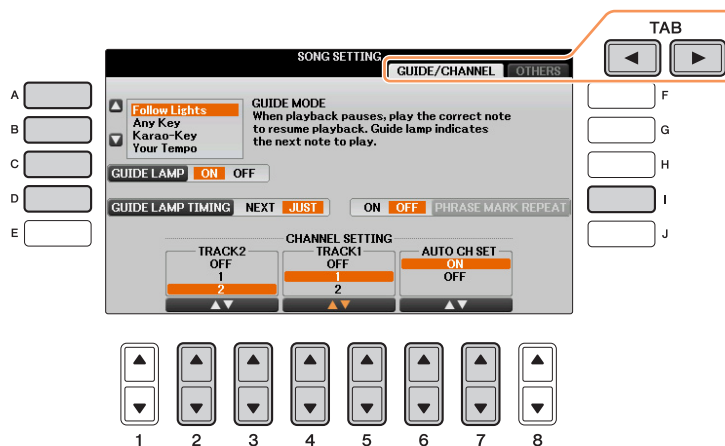 TAB
SONG SETTING
GUIDE/CHANNEL OTHERS
A
B
C
D
E
Follow Lights
Any Key
Karao-Key
Your Tempo
GUIDE MODE
When playback pauses, play the correct note
to resume playback. Guide lamp indicates
the next note to play.
F
G
H
I
J
GUIDE LAMP ON OFF
GUIDE LAMP TIMING NEXT JUST
ON OFF PHRASE MARK REPEAT
CHANNEL SETTING
TRACK2
OFF
1
2
TRACK1
OFF
1
2
AUTO CH SET
ON
OFF
1 2 3 4 5 6 7 8